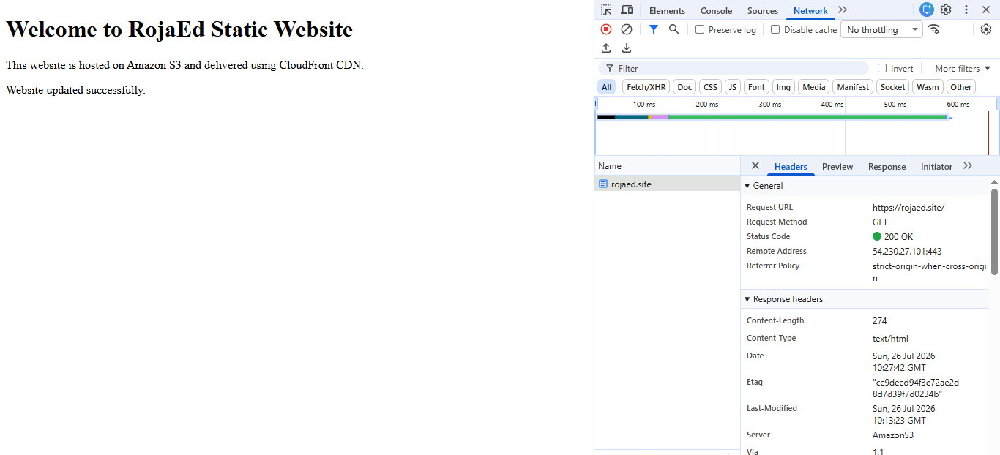 Welcome to RojaEd Static Website
This website is hosted on Amazon S3 and delivered using CloudFront CDN.
Website updated successfully.
Elements Console Sources Network
Preserve log Disable cache No throttling
Filter Invert More filters
All Fetch/XHR Doc CSS JS Font Img Media Manifest Socket Wasm Other
100 ms 200 ms 300 ms 400 ms 500 ms 600 ms
Name
rojaed.site
Headers Preview Response Initiator
General
Request URL https://rojaed.site/
Request Method GET
Status Code 200 OK
Remote Address 54.230.27.101:443
Referrer Policy strict-origin-when-cross-origi
n
Response headers
Content-Length 274
Content-Type text/html
Date Sun, 26 Jul 2026
10:27:42 GMT
Etag "ce9deed94f3e72ae2d
8d7d39f7d0234b"
Last-Modified Sun, 26 Jul 2026
10:13:23 GMT
Server AmazonS3
Via 1.1